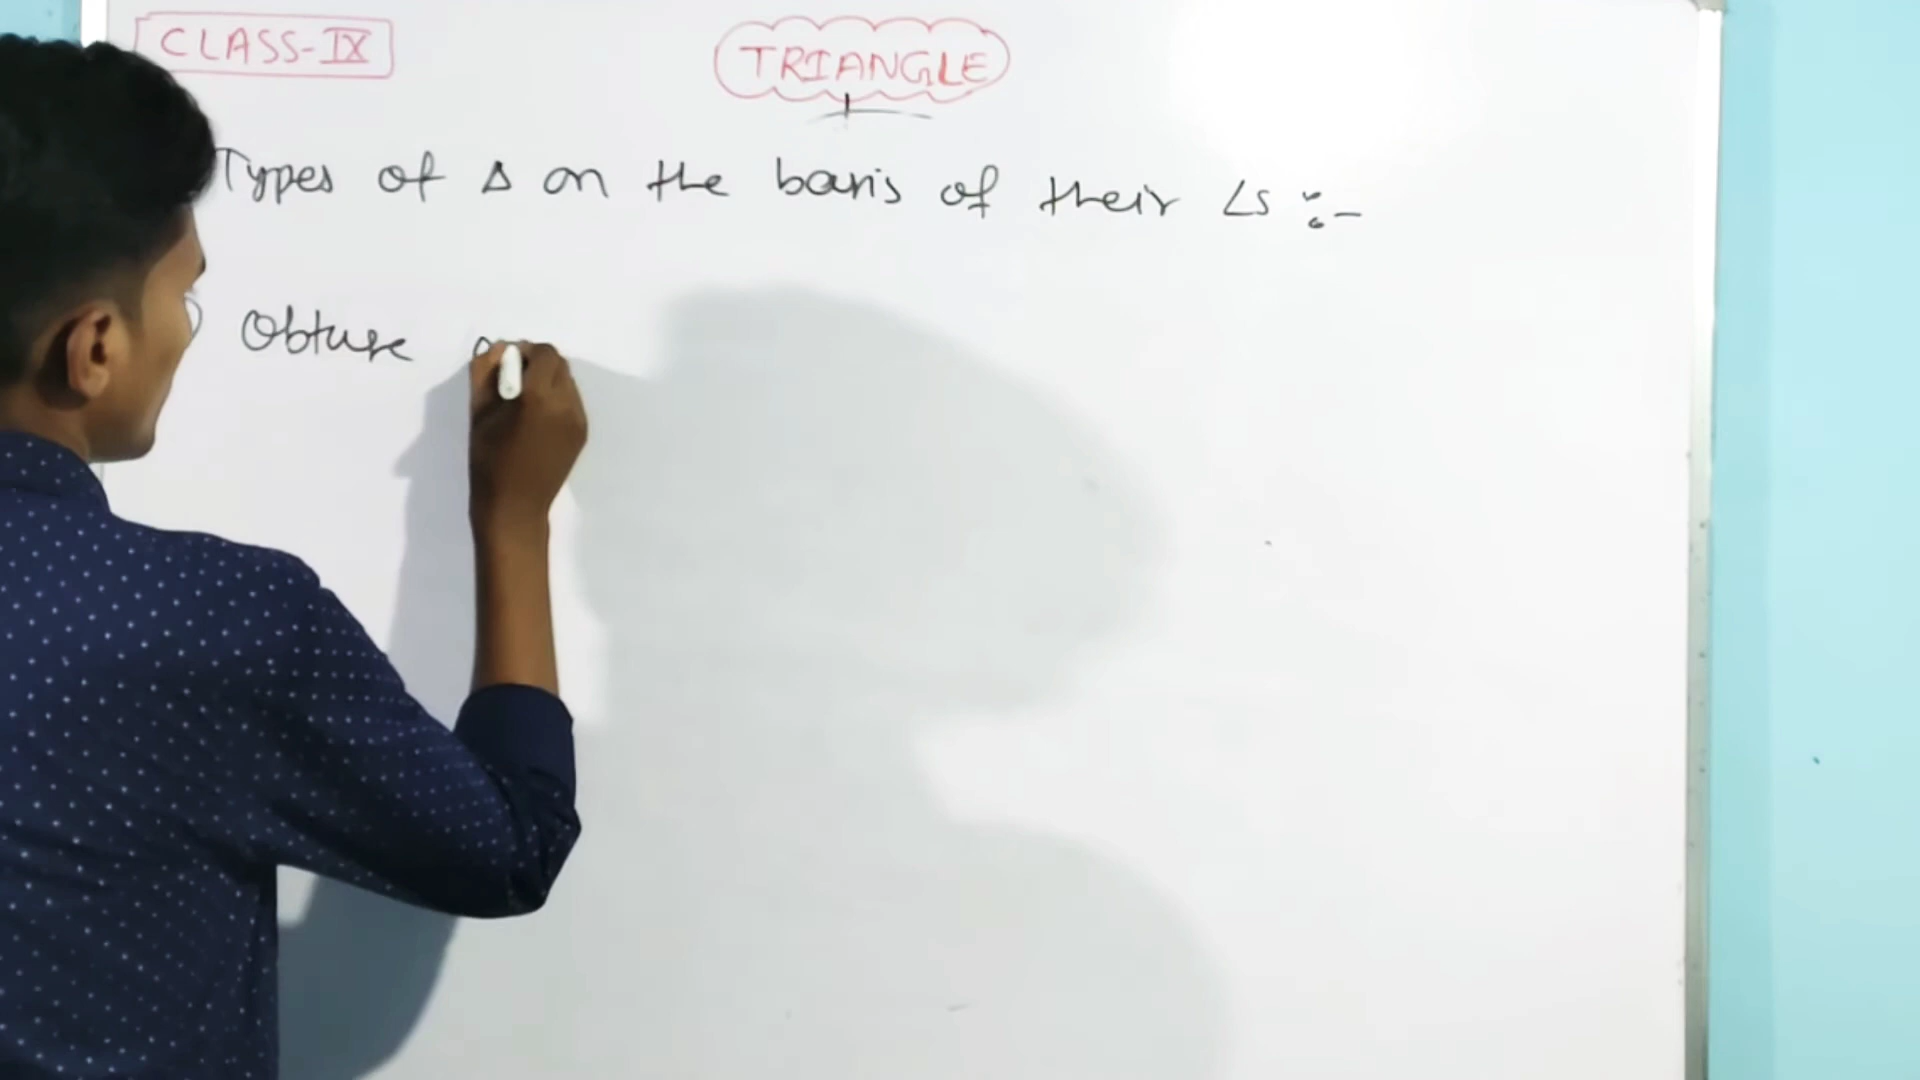 CLASS-IX
TRIANGLE
Types of Δ on the basis of their ∠s :-
Obtuse